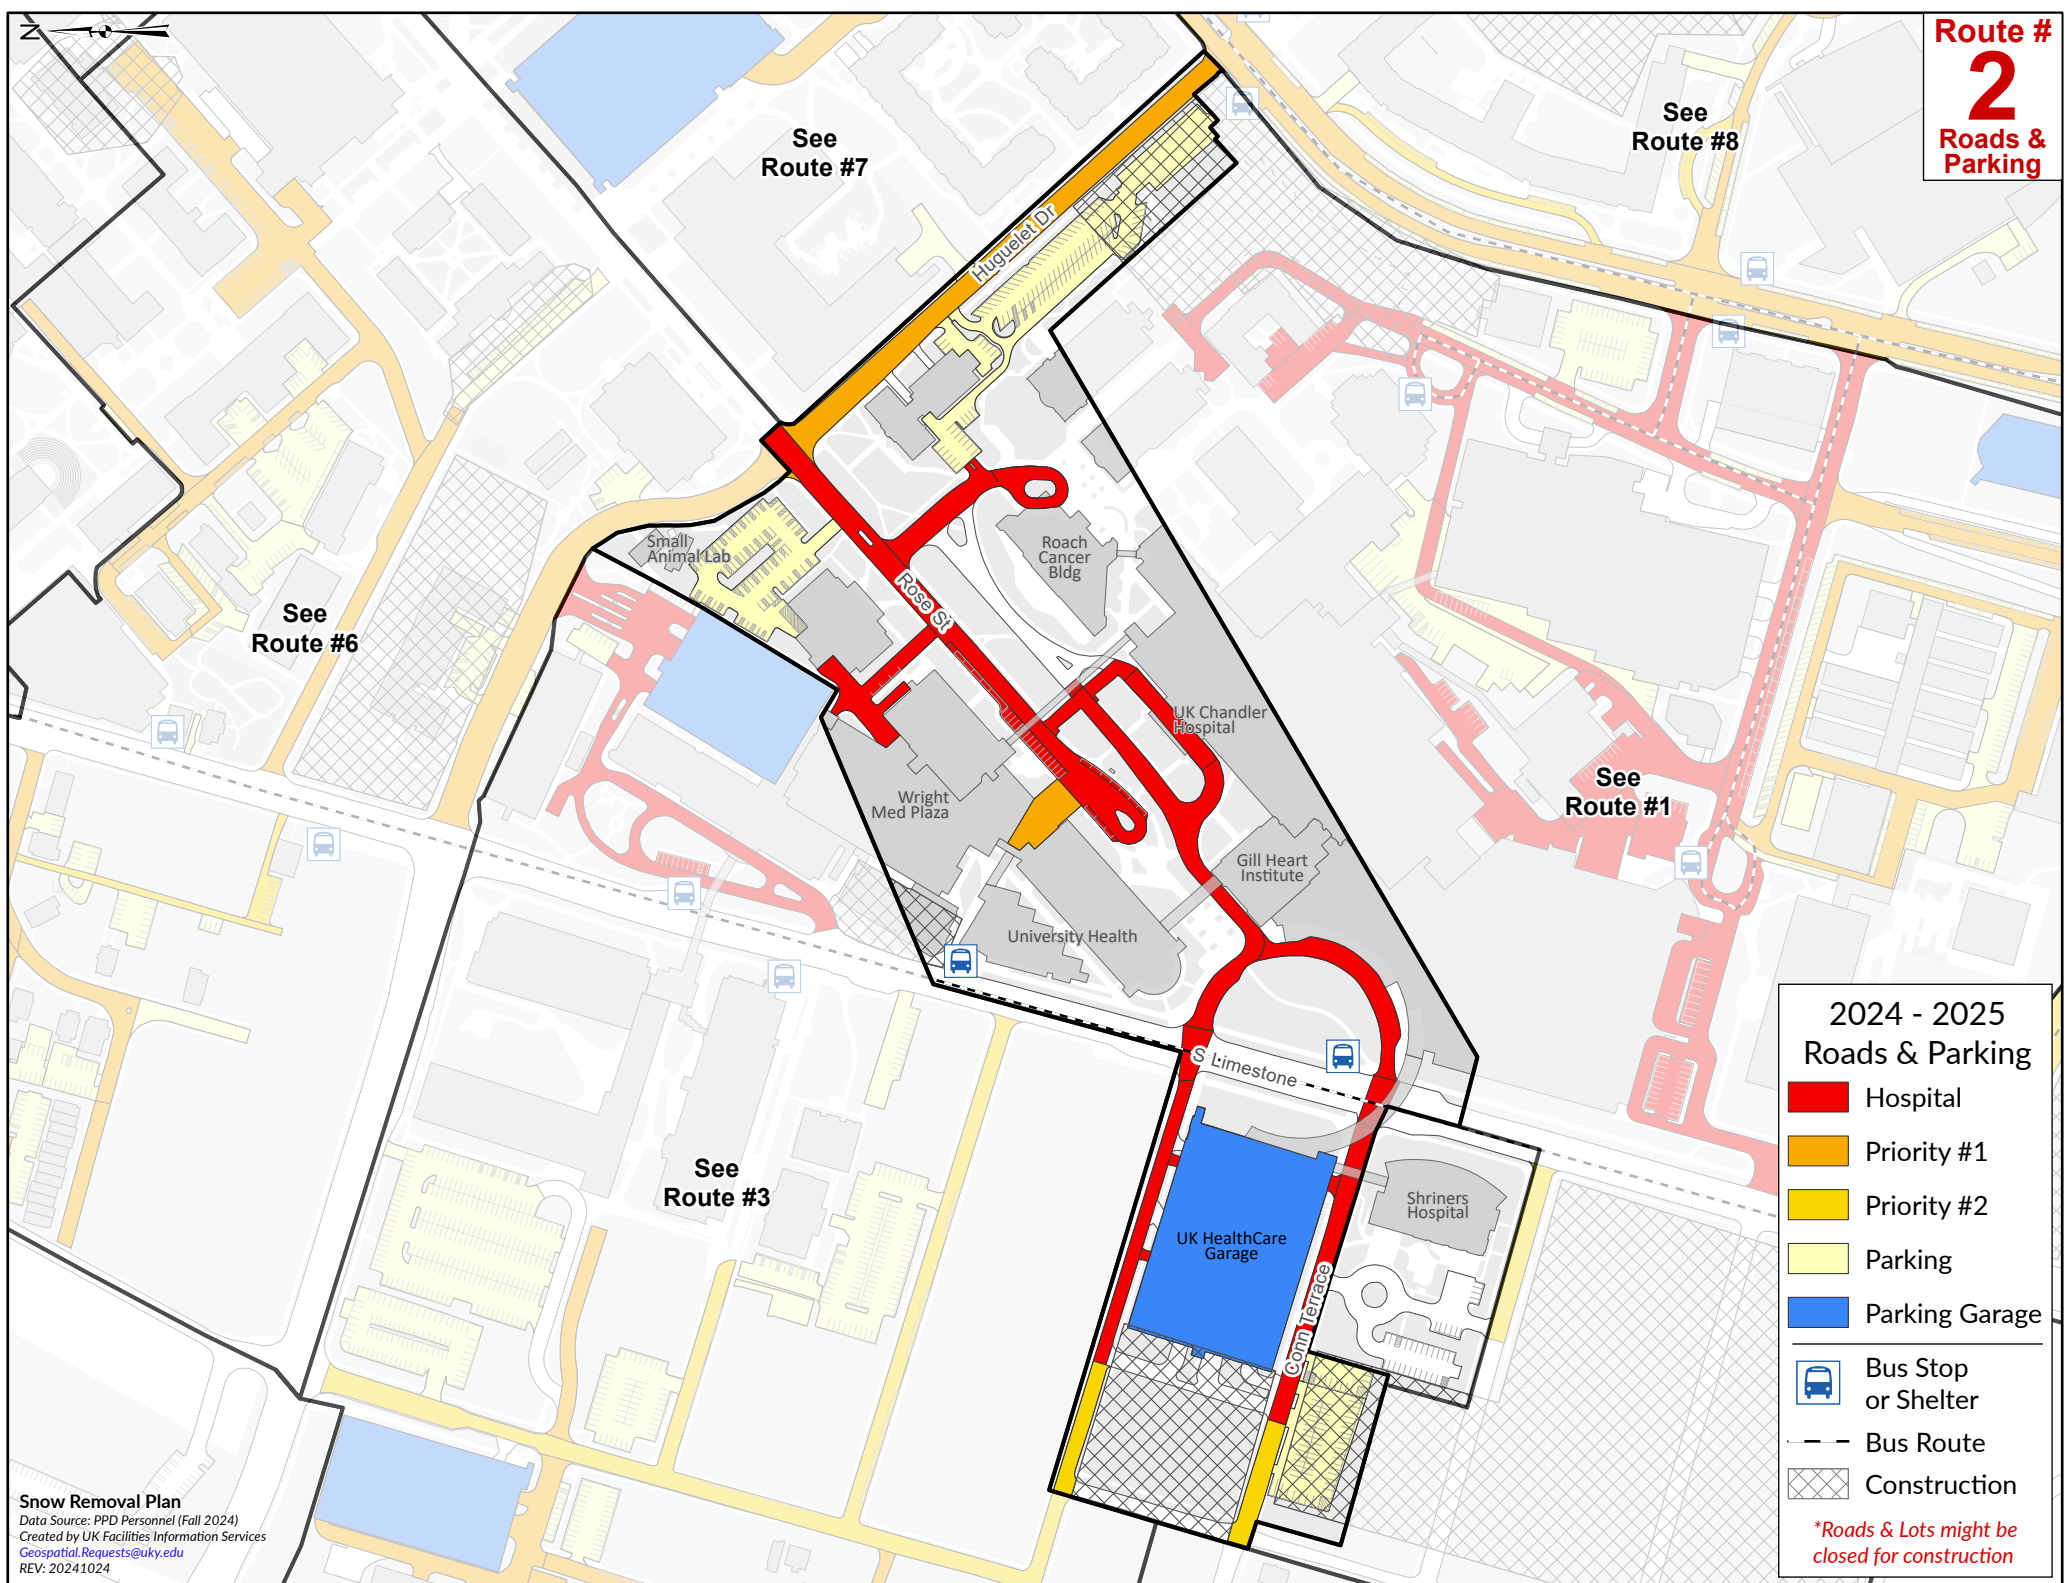 N
Route #
2
Roads &
Parking
See
Route #7
See
Route #8
Huguelet Dr
Small
Animal Lab
Roach
Cancer
Bldg
Rose St
See
Route #6
UK Chandler
Hospital
See
Route #1
Wright
Med Plaza
Gill Heart
Institute
University Health
S Limestone
See
Route #3
Shriners
Hospital
UK HealthCare
Garage
Conn Terrace
2024 - 2025
Roads & Parking
Hospital
Priority #1
Priority #2
Parking
Parking Garage
Bus Stop
or Shelter
Bus Route
Construction
*Roads & Lots might be
closed for construction
Snow Removal Plan
Data Source: PPD Personnel (Fall 2024)
Created by UK Facilities Information Services
Geospatial.Requests@uky.edu
REV: 20241024